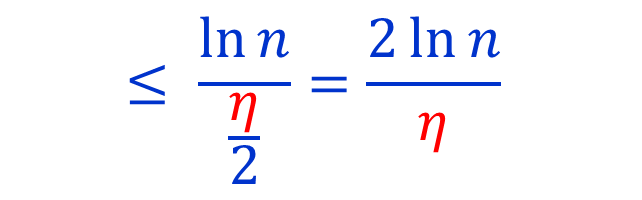 ≤ ln n / (η/2) = 2 ln n / η